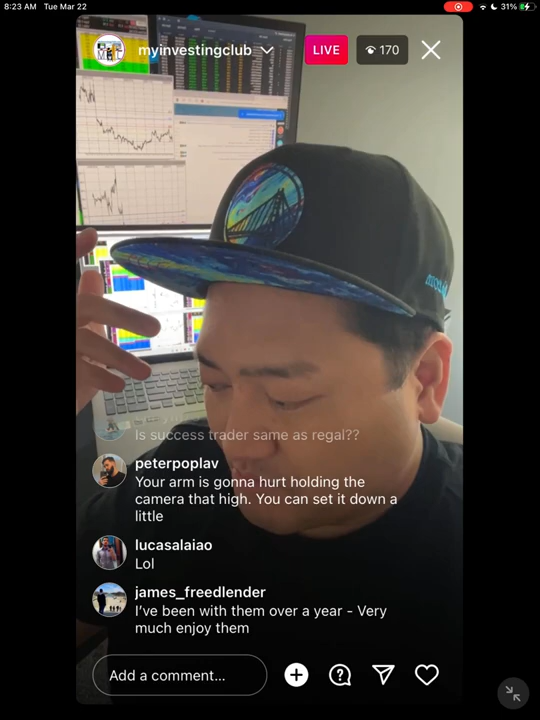 8:23 AM Tue Mar 22
31%
myinvestingclub
LIVE
170
Is success trader same as regal??
peterpoplav
Your arm is gonna hurt holding the
camera that high. You can set it down a
little
lucasalaiao
Lol
james_freedlender
I’ve been with them over a year - Very
much enjoy them
Add a comment...